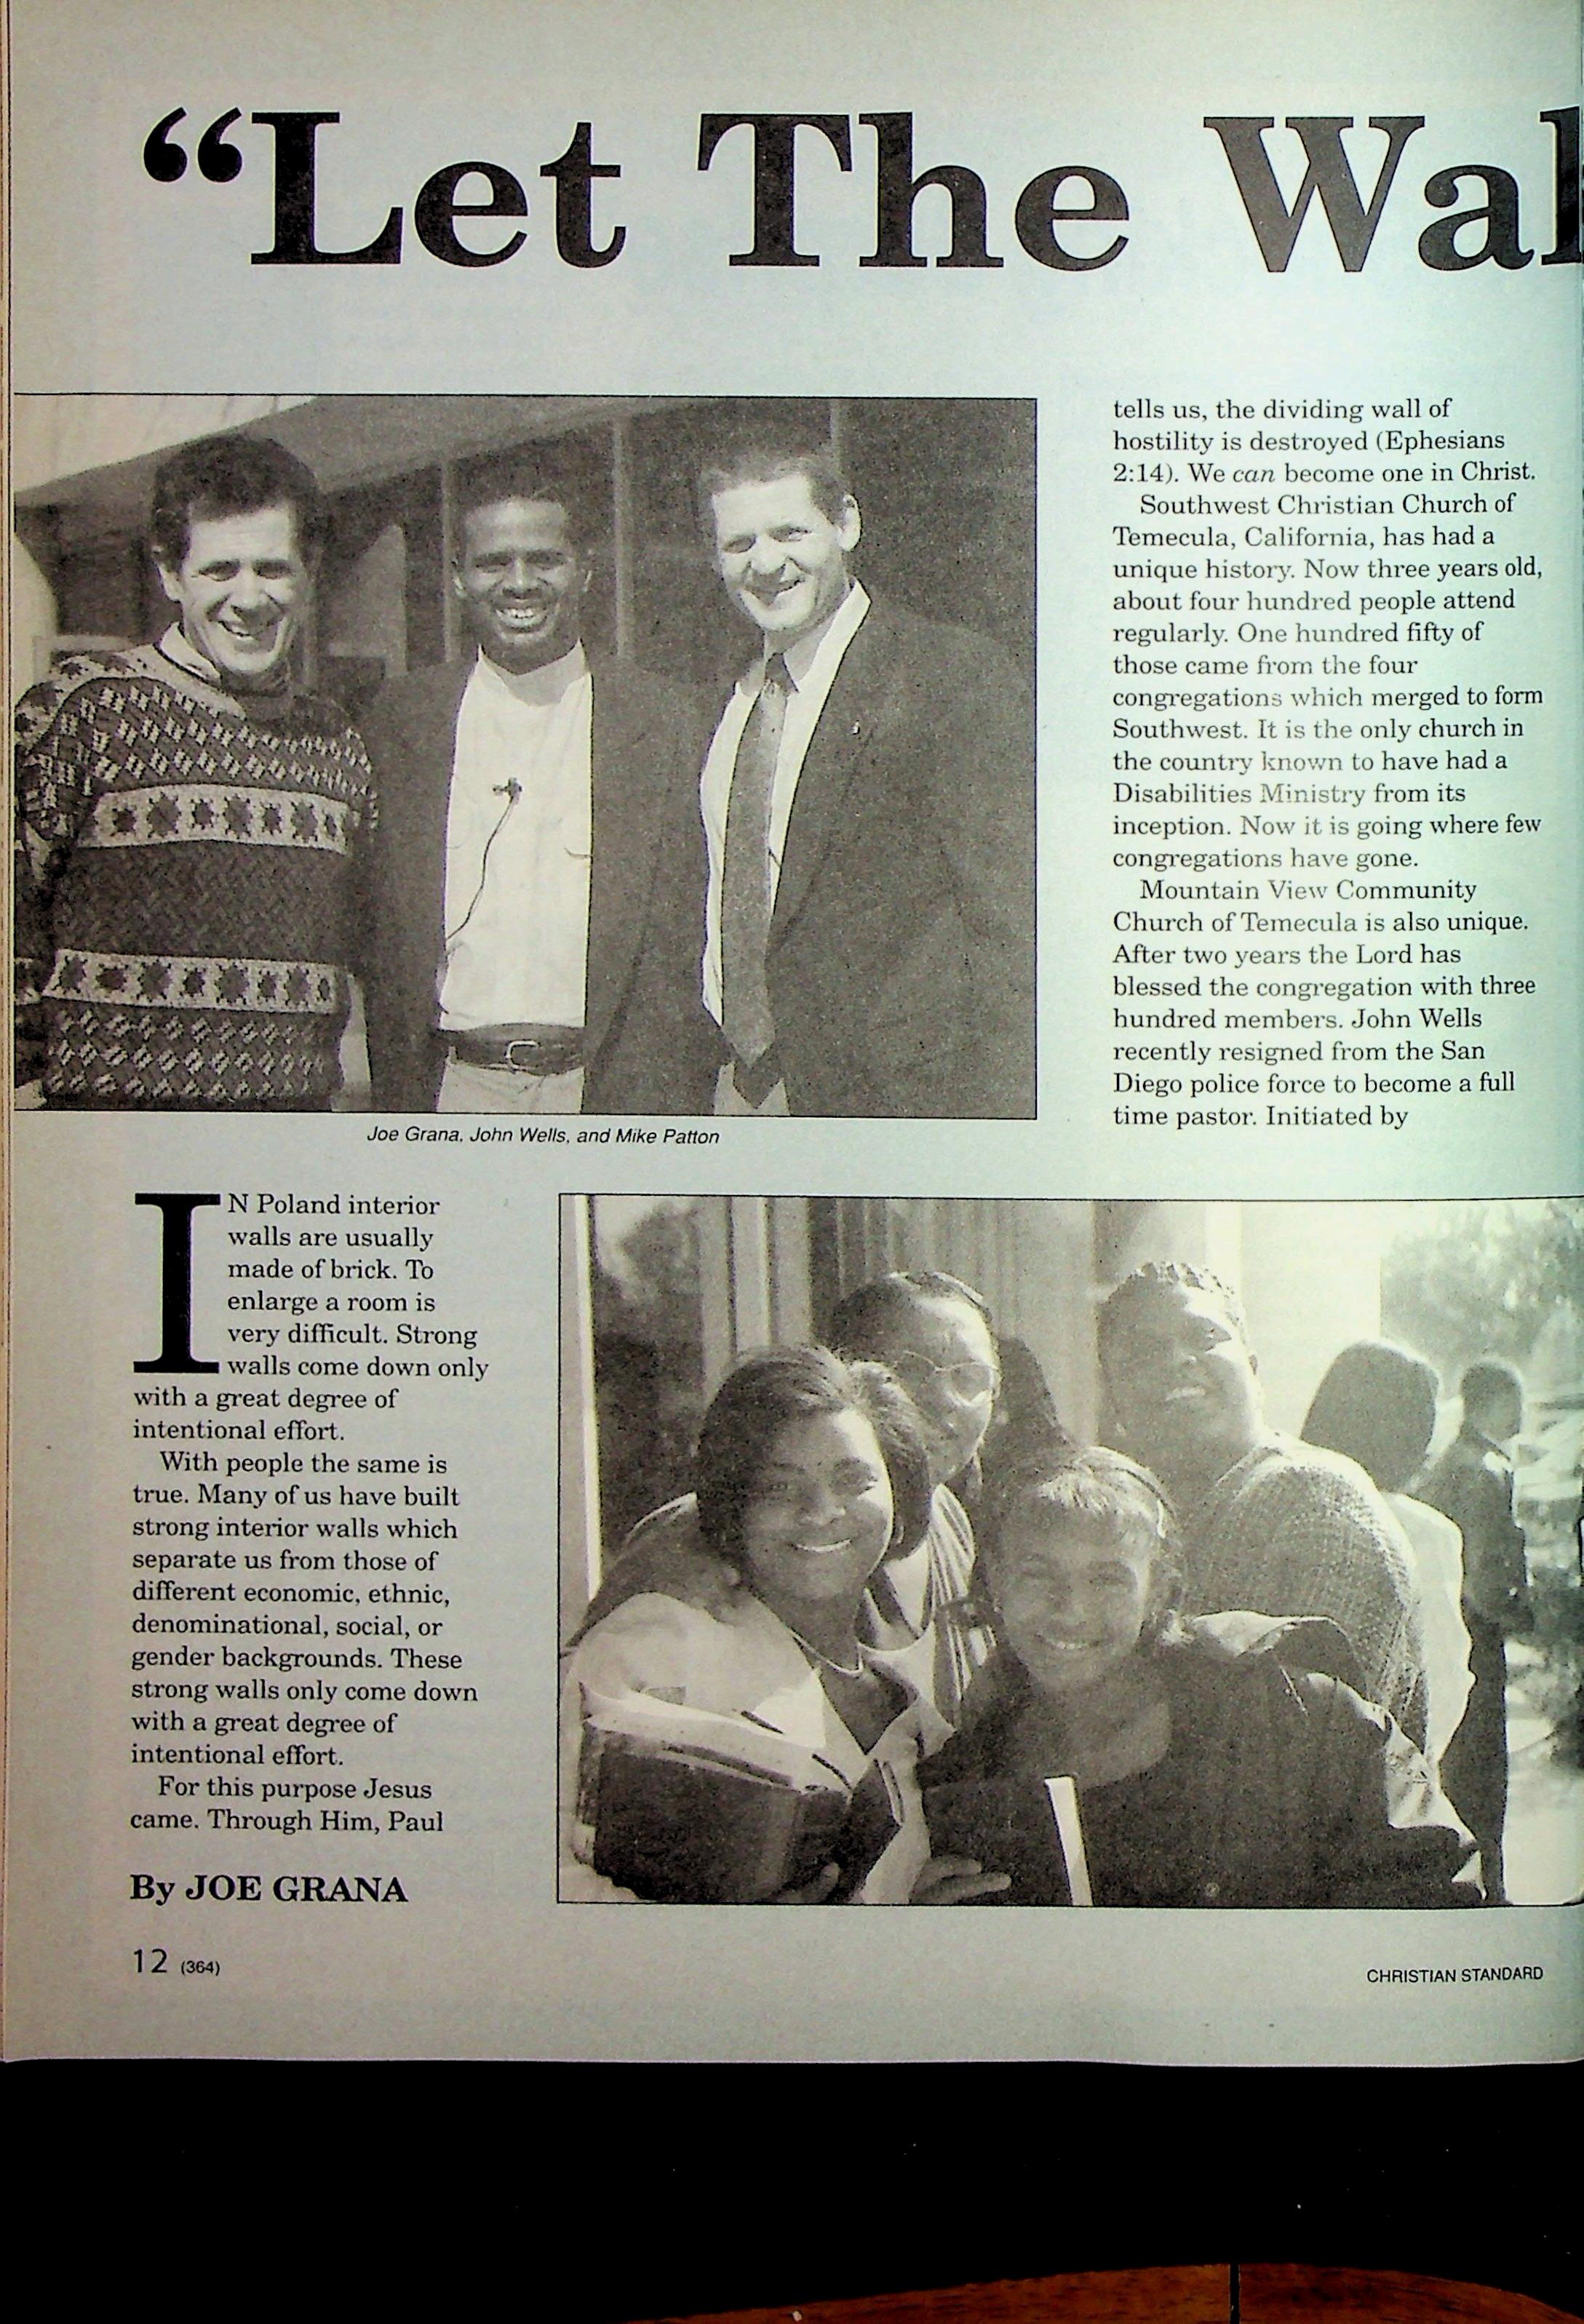 “Let The Wal
Joe Grana, John Wells, and Mike Patton
IN Poland interior
walls are usually
made of brick. To
enlarge a room is
very difficult. Strong
walls come down only
with a great degree of
intentional effort.
With people the same is
true. Many of us have built
strong interior walls which
separate us from those of
different economic, ethnic,
denominational, social, or
gender backgrounds. These
strong walls only come down
with a great degree of
intentional effort.
For this purpose Jesus
came. Through Him, Paul
By JOE GRANA
tells us, the dividing wall of
hostility is destroyed (Ephesians
2:14). We can become one in Christ.
Southwest Christian Church of
Temecula, California, has had a
unique history. Now three years old,
about four hundred people attend
regularly. One hundred fifty of
those came from the four
congregations which merged to form
Southwest. It is the only church in
the country known to have had a
Disabilities Ministry from its
inception. Now it is going where few
congregations have gone.
Mountain View Community
Church of Temecula is also unique.
After two years the Lord has
blessed the congregation with three
hundred members. John Wells
recently resigned from the San
Diego police force to become a full
time pastor. Initiated by
12 (364)
CHRISTIAN STANDARD